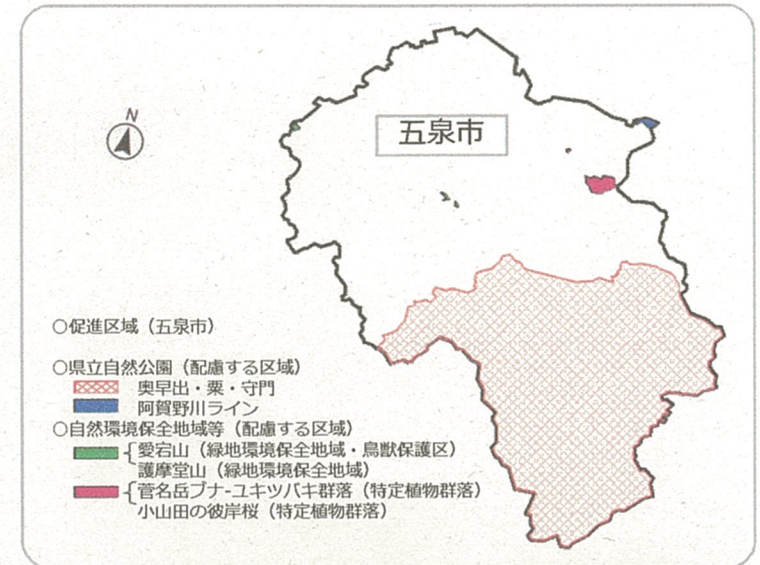 N
五泉市
○促進区域（五泉市）
○県立自然公園（配慮する区域）
奥早出・粟・守門
阿賀野川ライン
○自然環境保全地域等（配慮する区域）
愛宕山（緑地環境保全地域・鳥獣保護区）
護摩堂山（緑地環境保全地域）
菅名岳ブナ-ユキツバキ群落（特定植物群落）
小山田の彼岸桜（特定植物群落）